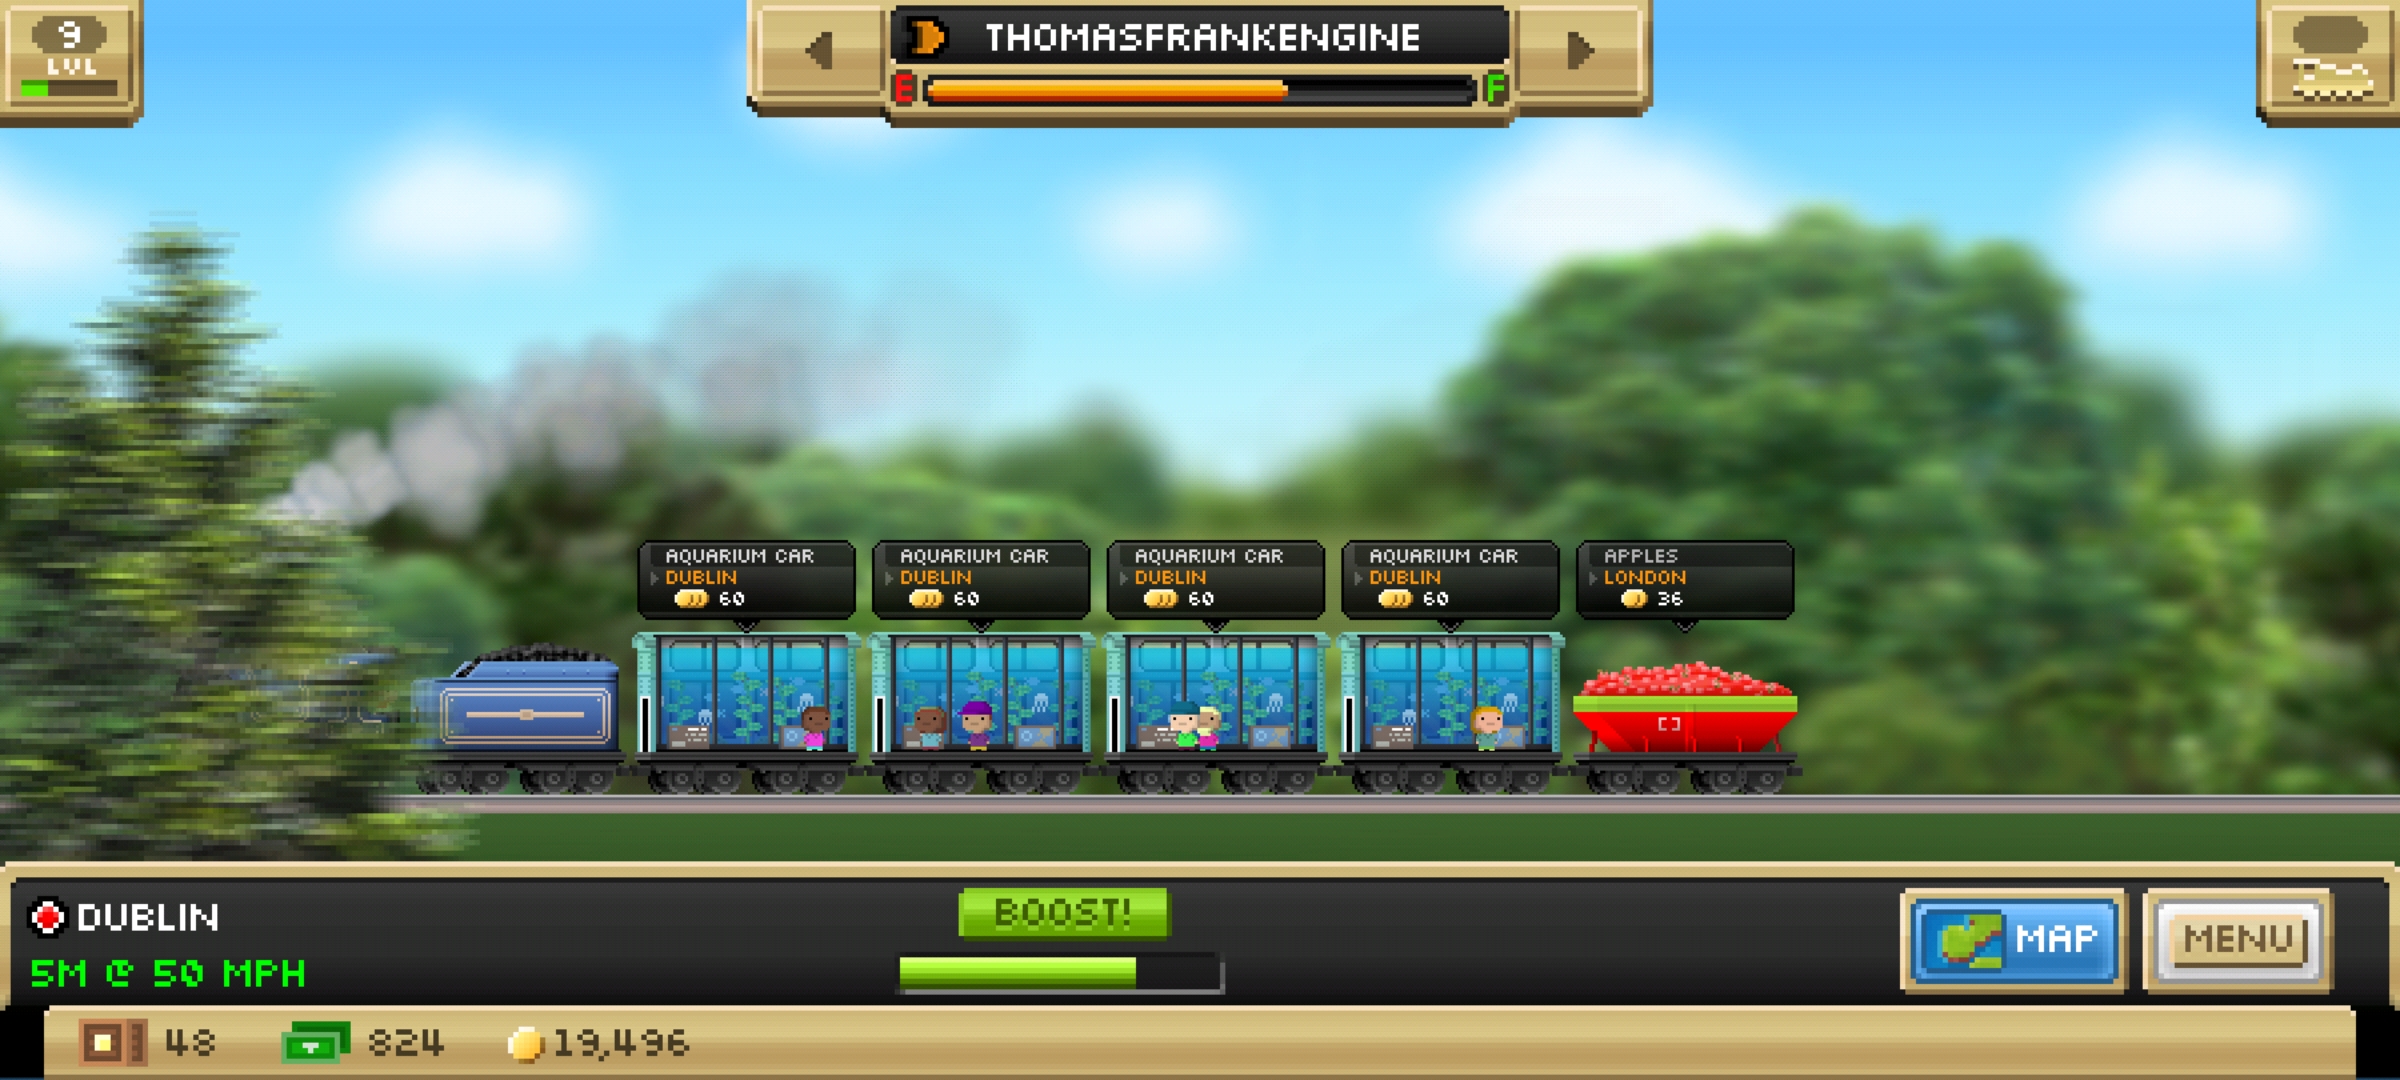 9
LVL
THOMASFRANKENGINE
E F
AQUARIUM CAR
DUBLIN
60
AQUARIUM CAR
DUBLIN
60
AQUARIUM CAR
DUBLIN
60
AQUARIUM CAR
DUBLIN
60
APPLES
LONDON
36
DUBLIN
5M @ 50 MPH
BOOST!
MAP
MENU
48
824
19,496